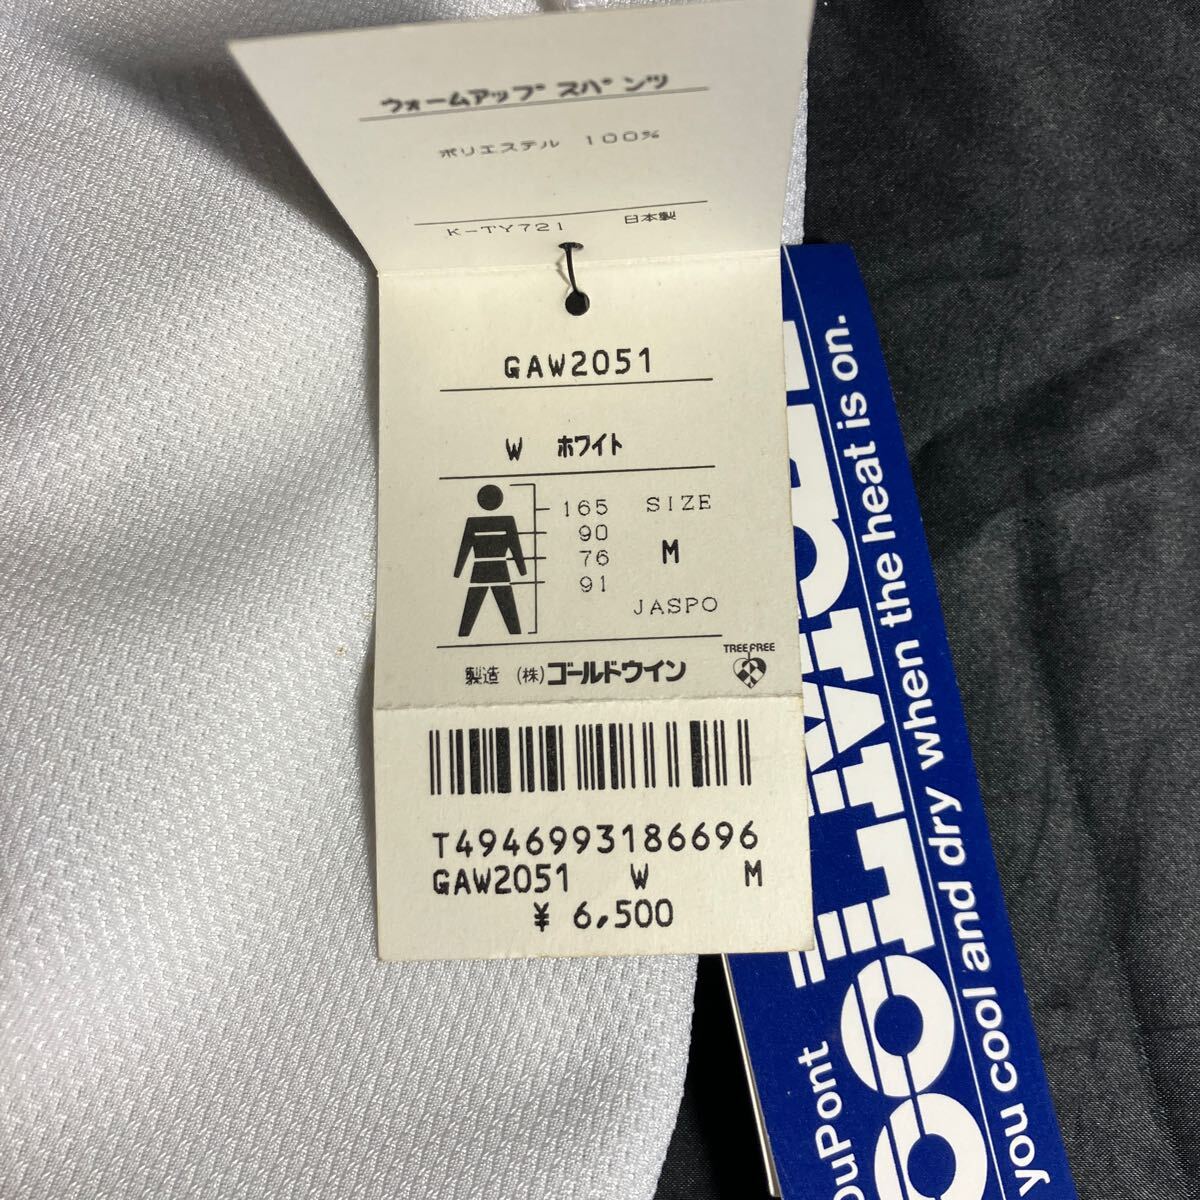 ウォームアップ スパ ンツ
ポリエステル 100%
K-TY721 日本製
GAW2051
W ホワイト
165
90
76
91
SIZE
M
JASPO
製造 (株)ゴールドウイン
TREE FREE
T4946993186696
GAW2051 W M
¥ 6,500
DuPont
you cool and dry when the heat is on.